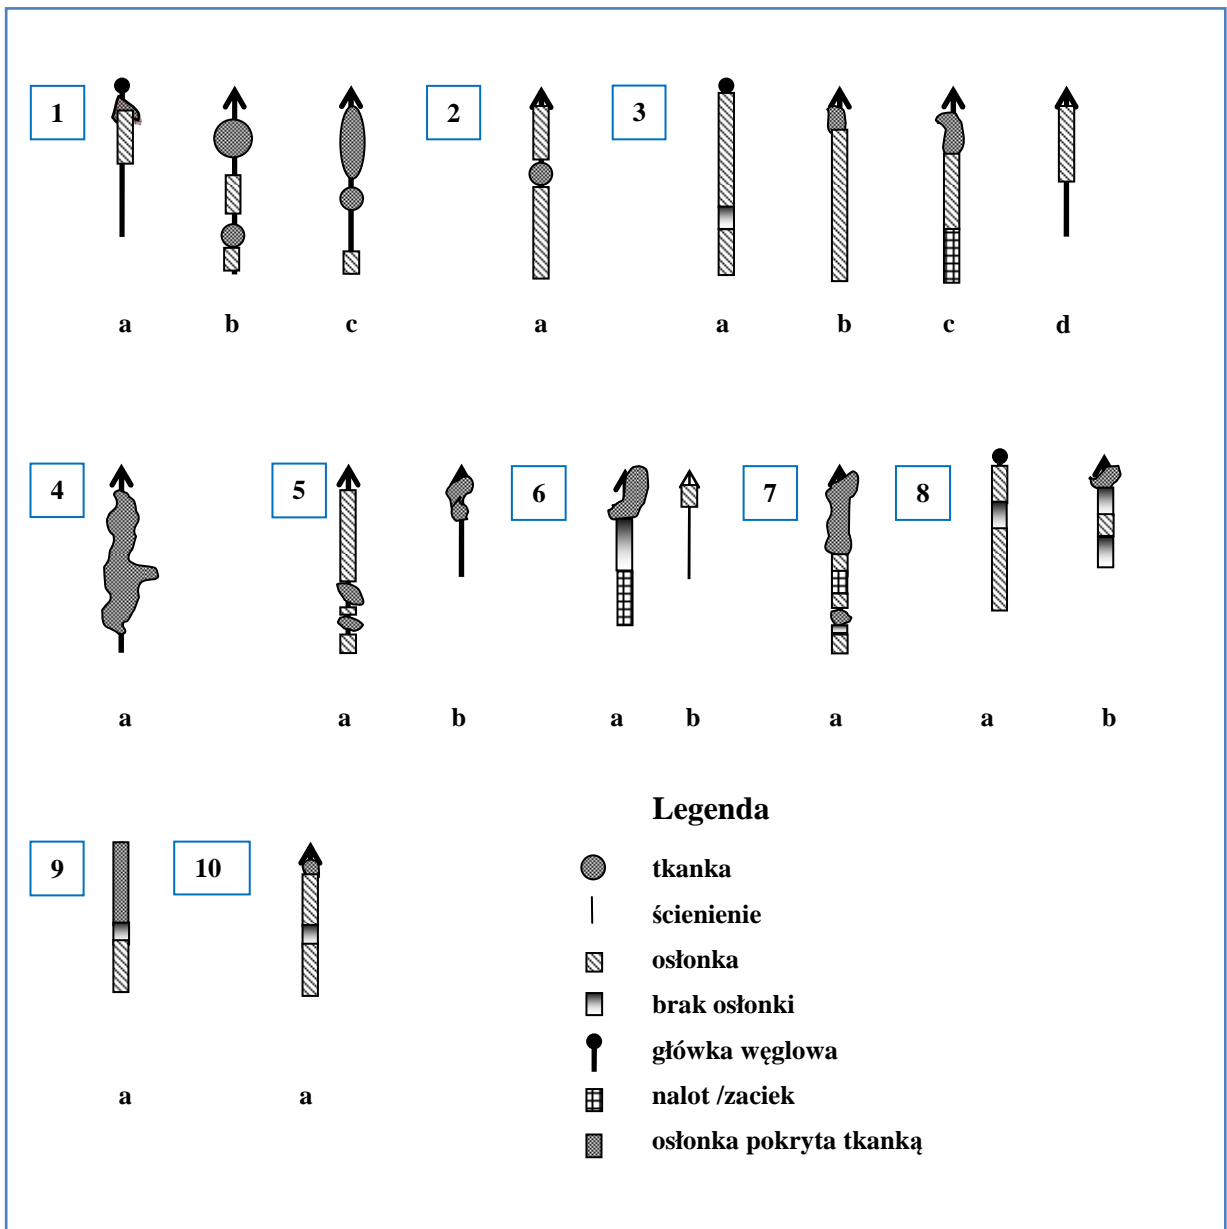 1 2 3
a b c a a b c d
4 5 6 7 8
a a b a b a a b
Legenda
9 10
tkanka
ścienienie
osłonka
brak osłonki
główka węglowa
a a
nalot /zaciek
osłonka pokryta tkanką